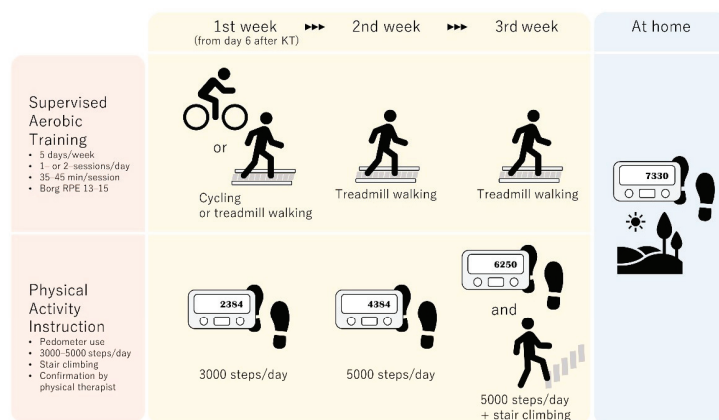 1st week ▸▸▸ 2nd week ▸▸▸ 3rd week At home
(from day 6 after KT)
Supervised
Aerobic
Training
• 5 days/week
• 1– or 2–sessions/day
• 35–45 min/session
• Borg RPE 13–15
or
Cycling
or treadmill walking
Treadmill walking
Treadmill walking
7330
Physical
Activity
Instruction
• Pedometer use
• 3000–5000 steps/day
• Stair climbing
• Confirmation by
physical therapist
2384
3000 steps/day
4384
5000 steps/day
6250
and
5000 steps/day
+ stair climbing